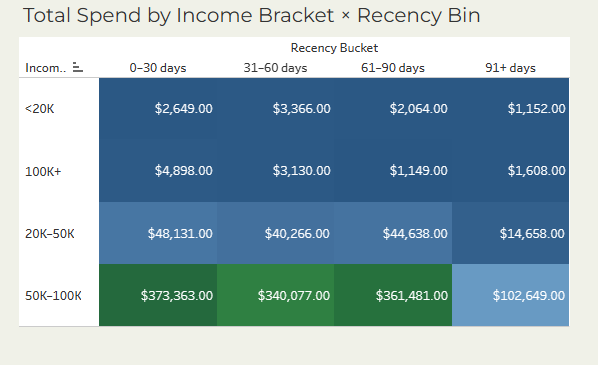 Total Spend by Income Bracket × Recency Bin
Recency Bucket
Incom.. 0–30 days 31–60 days 61–90 days 91+ days
<20K $2,649.00 $3,366.00 $2,064.00 $1,152.00
100K+ $4,898.00 $3,130.00 $1,149.00 $1,608.00
20K–50K $48,131.00 $40,266.00 $44,638.00 $14,658.00
50K–100K $373,363.00 $340,077.00 $361,481.00 $102,649.00